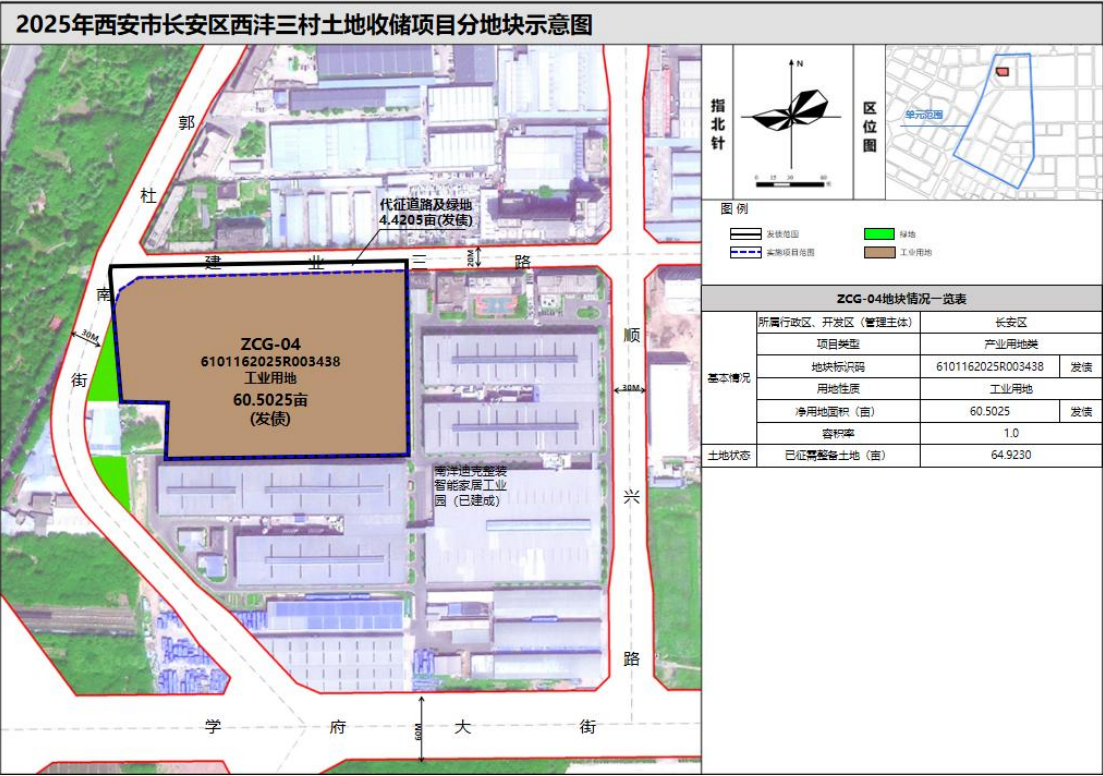 2025年西安市长安区西沣三村土地收储项目分地块示意图
郭
杜
南
街
代征道路及绿地
4.4205亩(发债)
建 业 三 路
20M
30M
ZCG-04
6101162025R003438
工业用地
60.5025亩
(发债)
南洋迪克整装
智能家居工业
园（已建成）
顺
30M
兴
路
学 府 大 街
60M
指北针
N
0 15 30 60
区位图
单元范围
图 例
发债范围
绿地
实施项目范围
工业用地
ZCG-04地块情况一览表
基本情况
所属行政区、开发区（管理主体） 长安区
项目类型 产业用地类
地块标识码 6101162025R003438 发债
用地性质 工业用地
净用地面积（亩） 60.5025 发债
容积率 1.0
土地状态 已征需整备土地（亩） 64.9230